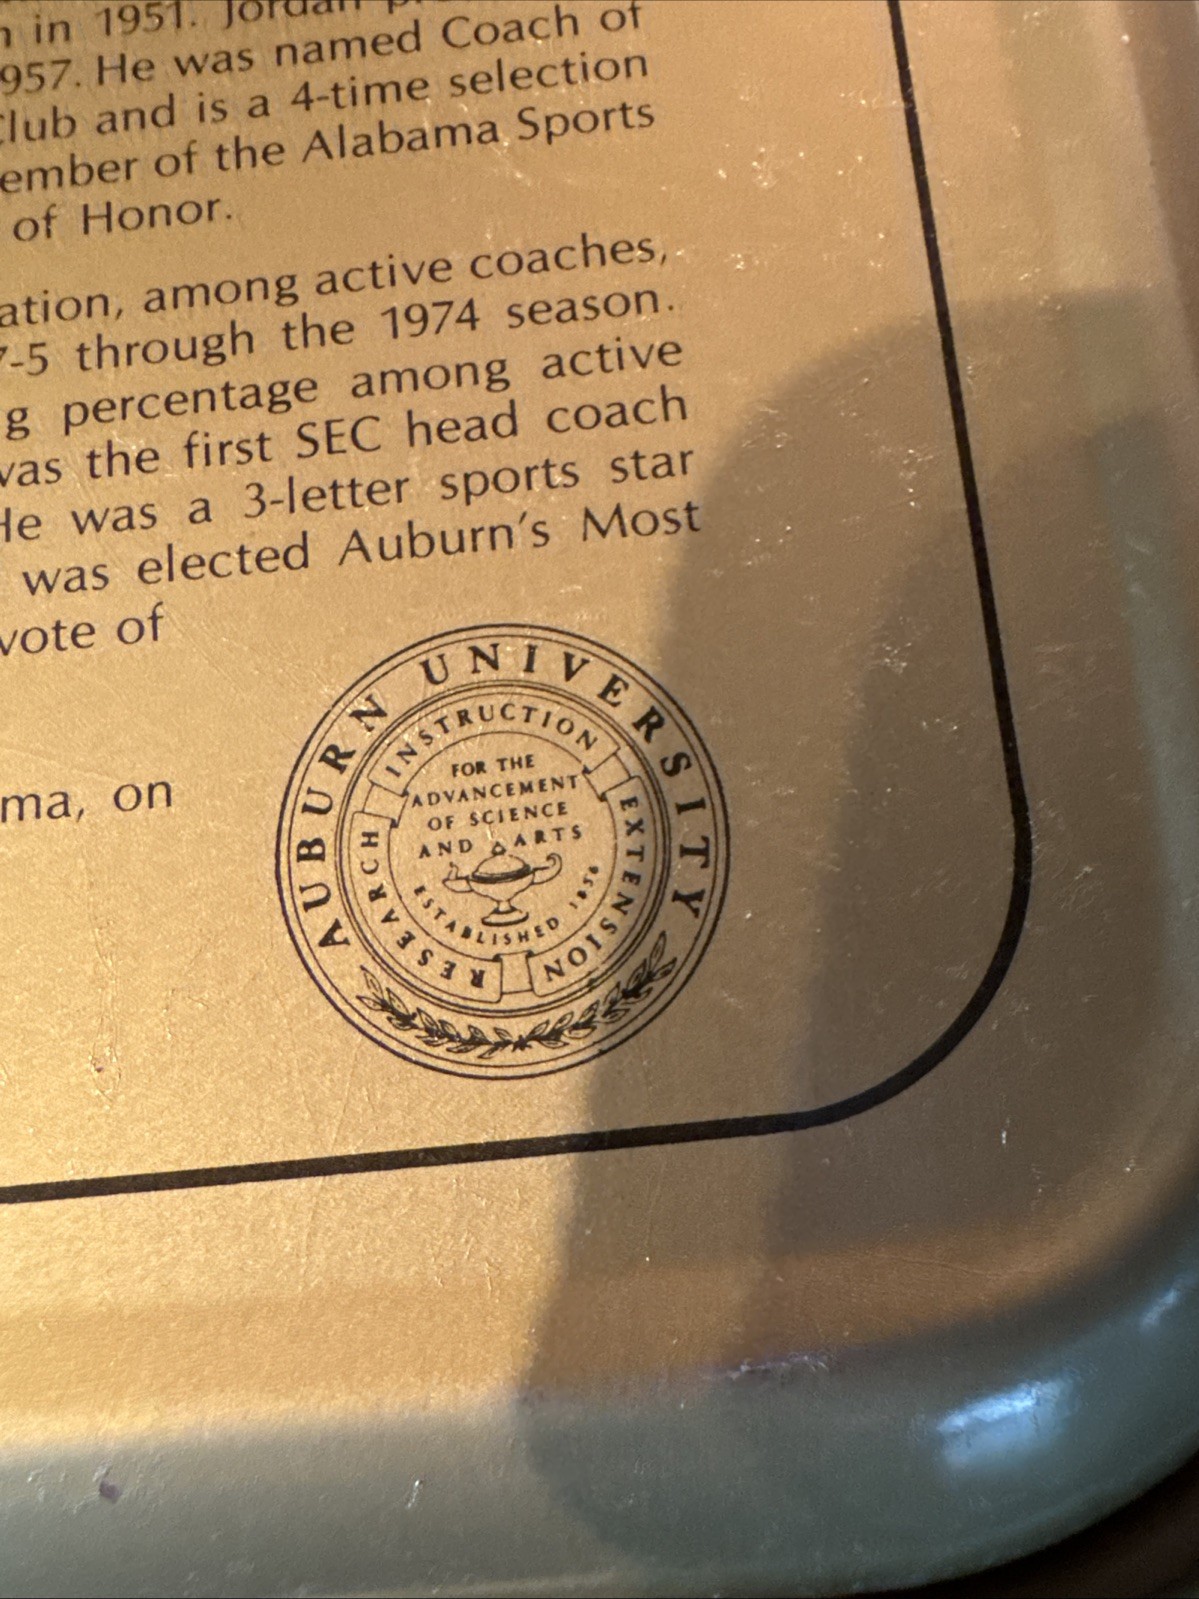 in 1951. Jordan
957. He was named Coach of
Club and is a 4-time selection
ember of the Alabama Sports
of Honor.
ation, among active coaches,
7-5 through the 1974 season.
g percentage among active
was the first SEC head coach
He was a 3-letter sports star
was elected Auburn's Most
vote of
ma, on
AUBURN UNIVERSITY
INSTRUCTION
EXTENSION
RESEARCH
FOR THE
ADVANCEMENT
OF SCIENCE
AND ARTS
ESTABLISHED 1856